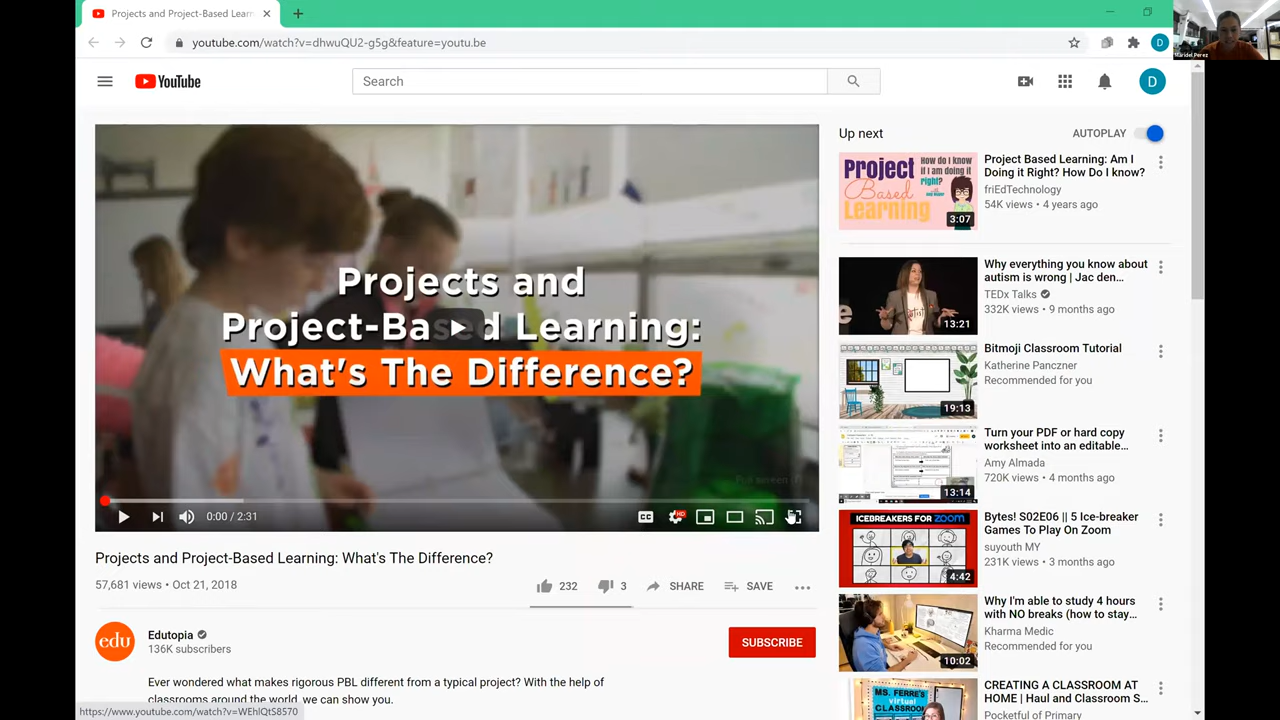 Projects and Project-Based Learn
youtube.com/watch?v=dhwuQU2-g5g&feature=youtu.be
D
Maridel Perez
YouTube
Search
D
Projects and
Project-Based Learning:
What's The Difference?
Full screen (f)
0:00 / 2:31
CC
HD
Projects and Project-Based Learning: What's The Difference?
57,681 views • Oct 21, 2018
232
3
SHARE
SAVE
edu
Edutopia
136K subscribers
SUBSCRIBE
Ever wondered what makes rigorous PBL different from a typical project? With the help of
classrooms around the world, we can show you.
https://www.youtube.com/watch?v=WEhlQtS8570
Up next
AUTOPLAY
Project
Based
Learning
How do I know
if I am doing it
right?
3:07
Project Based Learning: Am I
Doing it Right? How Do I know?
friEdTechnology
54K views • 4 years ago
13:21
Why everything you know about
autism is wrong | Jac den...
TEDx Talks
332K views • 9 months ago
19:13
Bitmoji Classroom Tutorial
Katherine Panczner
Recommended for you
13:14
Turn your PDF or hard copy
worksheet into an editable...
Amy Almada
720K views • 4 months ago
ICEBREAKERS FOR ZOOM
4:42
Bytes! S02E06 || 5 Ice-breaker
Games To Play On Zoom
suyouth MY
231K views • 3 months ago
10:02
Why I'm able to study 4 hours
with NO breaks (how to stay...
Kharma Medic
Recommended for you
MS. FERRE'S
virtual
CLASSROOM
CREATING A CLASSROOM AT
HOME | Haul and Classroom S...
Pocketful of Primary